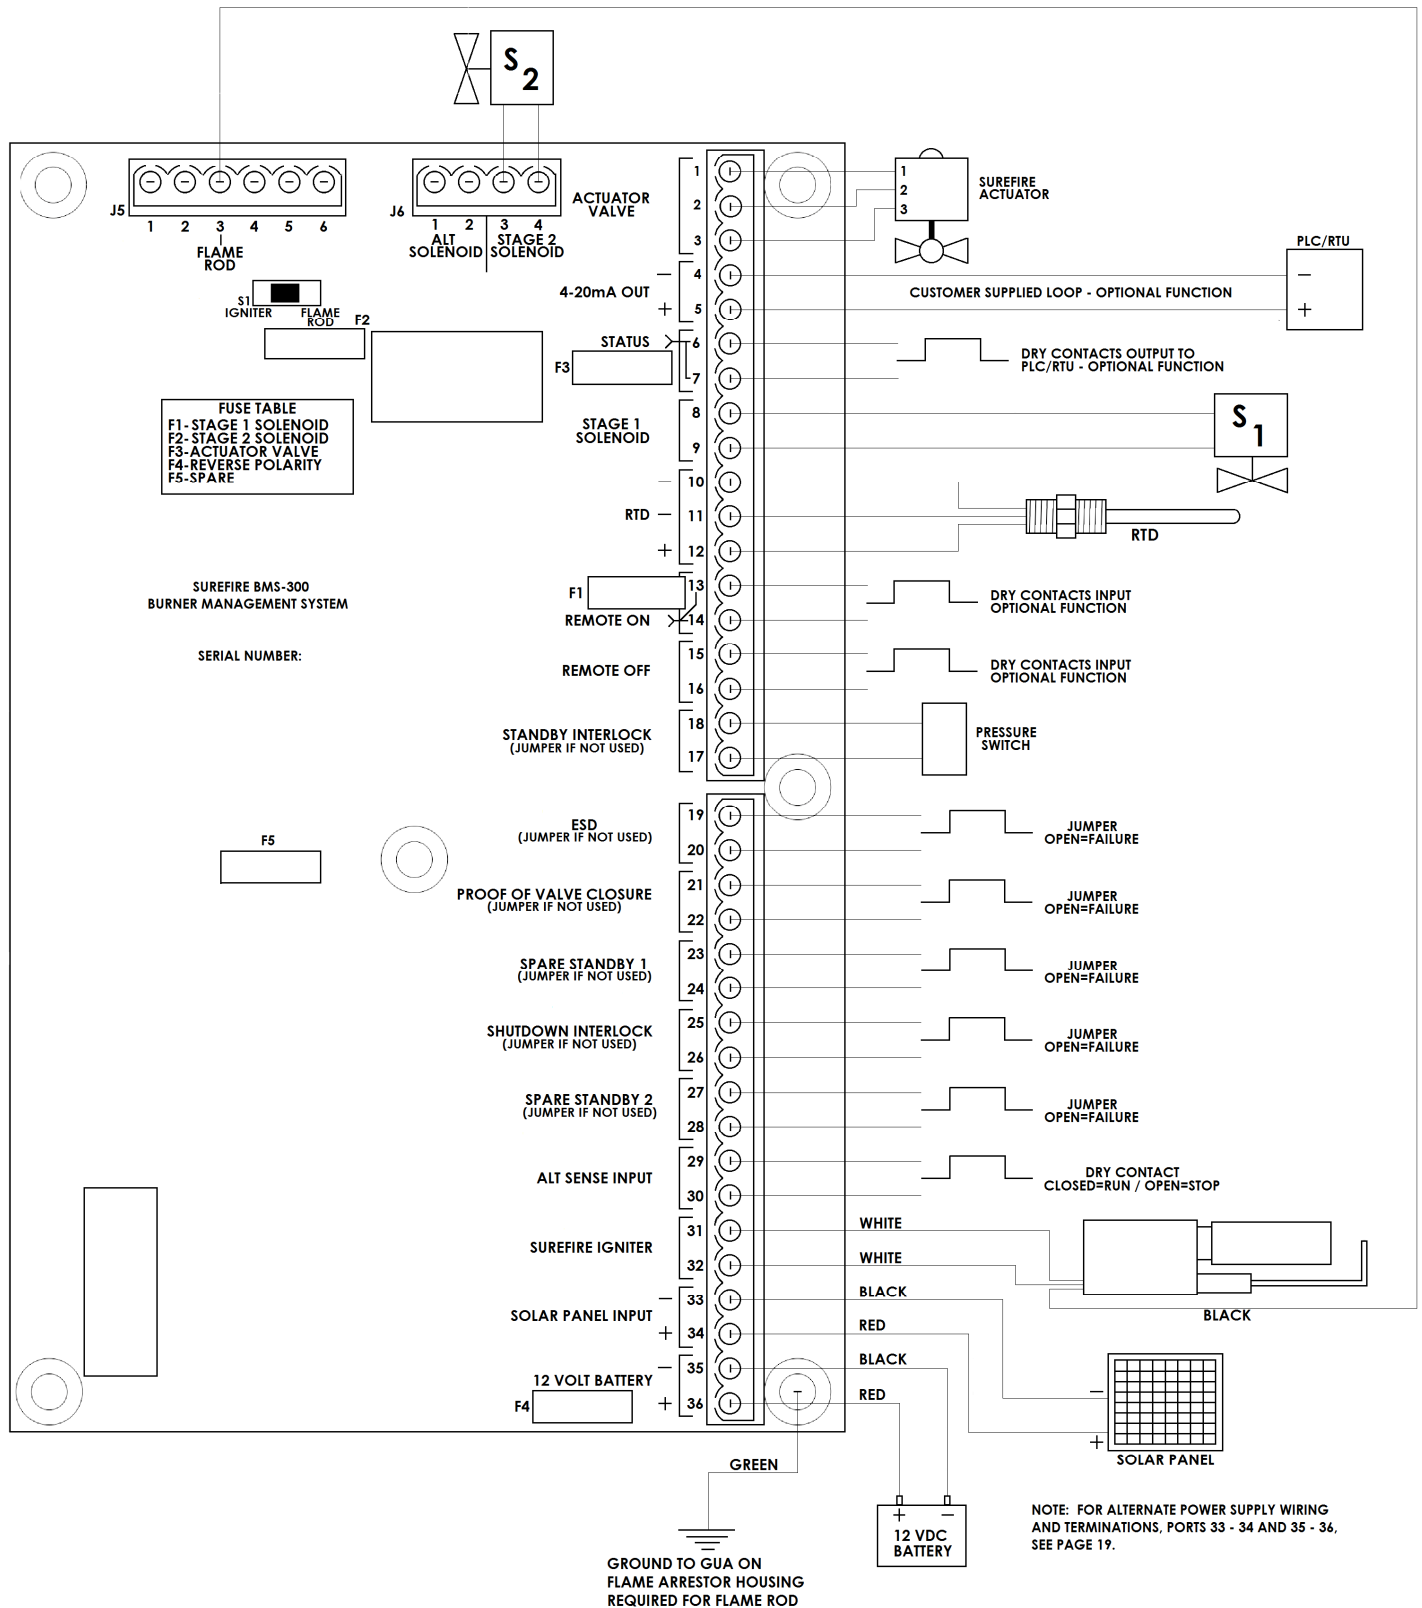 S
2
J5
1 2 3 4 5 6
FLAME
ROD
J6
1 2 3 4
ALT
SOLENOID
STAGE 2
SOLENOID
S1
IGNITER
FLAME
ROD
F2
FUSE TABLE
F1- STAGE 1 SOLENOID
F2- STAGE 2 SOLENOID
F3-ACTUATOR VALVE
F4-REVERSE POLARITY
F5-SPARE
SUREFIRE BMS-300
BURNER MANAGEMENT SYSTEM
SERIAL NUMBER:
F5
ACTUATOR
VALVE
1
2
3
1
2
3
SUREFIRE
ACTUATOR
4-20mA OUT
− 4
+ 5
CUSTOMER SUPPLIED LOOP - OPTIONAL FUNCTION
PLC/RTU
−
+
STATUS
F3
6
7
DRY CONTACTS OUTPUT TO
PLC/RTU - OPTIONAL FUNCTION
STAGE 1
SOLENOID
8
9
S
1
− 10
RTD − 11
+ 12
RTD
F1
REMOTE ON
13
14
DRY CONTACTS INPUT
OPTIONAL FUNCTION
REMOTE OFF
15
16
DRY CONTACTS INPUT
OPTIONAL FUNCTION
STANDBY INTERLOCK
(JUMPER IF NOT USED)
18
17
PRESSURE
SWITCH
ESD
(JUMPER IF NOT USED)
19
20
JUMPER
OPEN=FAILURE
PROOF OF VALVE CLOSURE
(JUMPER IF NOT USED)
21
22
JUMPER
OPEN=FAILURE
SPARE STANDBY 1
(JUMPER IF NOT USED)
23
24
JUMPER
OPEN=FAILURE
SHUTDOWN INTERLOCK
(JUMPER IF NOT USED)
25
26
JUMPER
OPEN=FAILURE
SPARE STANDBY 2
(JUMPER IF NOT USED)
27
28
JUMPER
OPEN=FAILURE
ALT SENSE INPUT
29
30
DRY CONTACT
CLOSED=RUN / OPEN=STOP
SUREFIRE IGNITER
31
32
WHITE
WHITE
BLACK
SOLAR PANEL INPUT
− 33
+ 34
BLACK
RED
−
+
SOLAR PANEL
12 VOLT BATTERY
F4
− 35
+ 36
BLACK
RED
GREEN
+ −
12 VDC
BATTERY
GROUND TO GUA ON
FLAME ARRESTOR HOUSING
REQUIRED FOR FLAME ROD
NOTE: FOR ALTERNATE POWER SUPPLY WIRING
AND TERMINATIONS, PORTS 33 - 34 AND 35 - 36,
SEE PAGE 19.